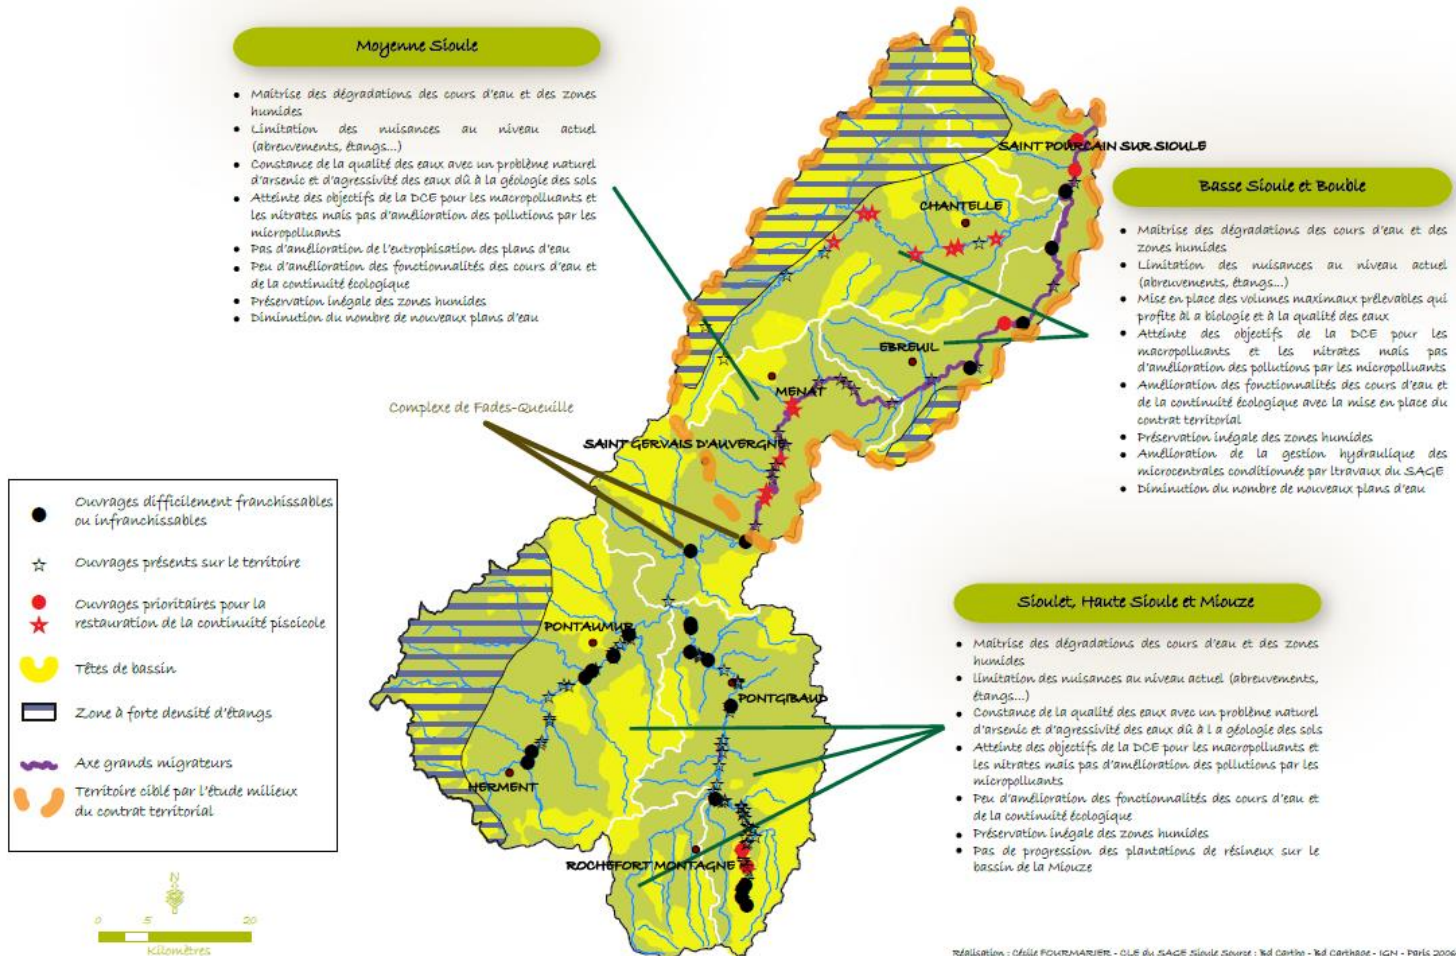 Moyenne Sioule
• Maîtrise des dégradations des cours d'eau et des zones
humides
• Limitation des nuisances au niveau actuel
(abreuvements, étangs...)
• Constance de la qualité des eaux avec un problème naturel
d'arsenic et d'agressivité des eaux dû à la géologie des sols
• Atteinte des objectifs de la DCE pour les macropolluants et
les nitrates mais pas d'amélioration des pollutions par les
micropolluants
• Pas d'amélioration de l'eutrophisation des plans d'eau
• Peu d'amélioration des fonctionnalités des cours d'eau et
de la continuité écologique
• Préservation inégale des zones humides
• Diminution du nombre de nouveaux plans d'eau
SAINT POURCAIN SUR SIOULE
CHANTELLE
EBREUIL
MENAT
SAINT GERVAIS D'AUVERGNE
Complexe de Fades-Queuille
PONTAUMUR
PONTGIBAUD
HERMENT
ROCHEFORT MONTAGNE
Basse Sioule et Bouble
• Maîtrise des dégradations des cours d'eau et des
zones humides
• Limitation des nuisances au niveau actuel
(abreuvements, étangs...)
• Mise en place des volumes maximaux prélevables qui
profite àl a biologie et à la qualité des eaux
• Atteinte des objectifs de la DCE pour les
macropolluants et les nitrates mais pas
d'amélioration des pollutions par les micropolluants
• Amélioration des fonctionnalités des cours d'eau et
de la continuité écologique avec la mise en place du
contrat territorial
• Préservation inégale des zones humides
• Amélioration de la gestion hydraulique des
microcentrales conditionnée par ltravaux du SAGE
• Diminution du nombre de nouveaux plans d'eau
Ouvrages difficilement franchissables
ou infranchissables
Ouvrages présents sur le territoire
Ouvrages prioritaires pour la
restauration de la continuité piscicole
Têtes de bassin
Zone à forte densité d'étangs
Axe grands migrateurs
Territoire ciblé par l'étude milieux
du contrat territorial
Sioulet, Haute Sioule et Miouze
• Maîtrise des dégradations des cours d'eau et des zones
humides
• limitation des nuisances au niveau actuel (abreuvements,
étangs...)
• Constance de la qualité des eaux avec un problème naturel
d'arsenic et d'agressivité des eaux dû à l a géologie des sols
• Atteinte des objectifs de la DCE pour les macropolluants et
les nitrates mais pas d'amélioration des pollutions par les
micropolluants
• Peu d'amélioration des fonctionnalités des cours d'eau et
de la continuité écologique
• Préservation inégale des zones humides
• Pas de progression des plantations de résineux sur le
bassin de la Miouze
N
0 5 20
Kilomètres
Réalisation : Cécile FOURMARIER - CLE du SAGE Sioule Source : Bd Cartho - Bd Carthage - IGN - Paris